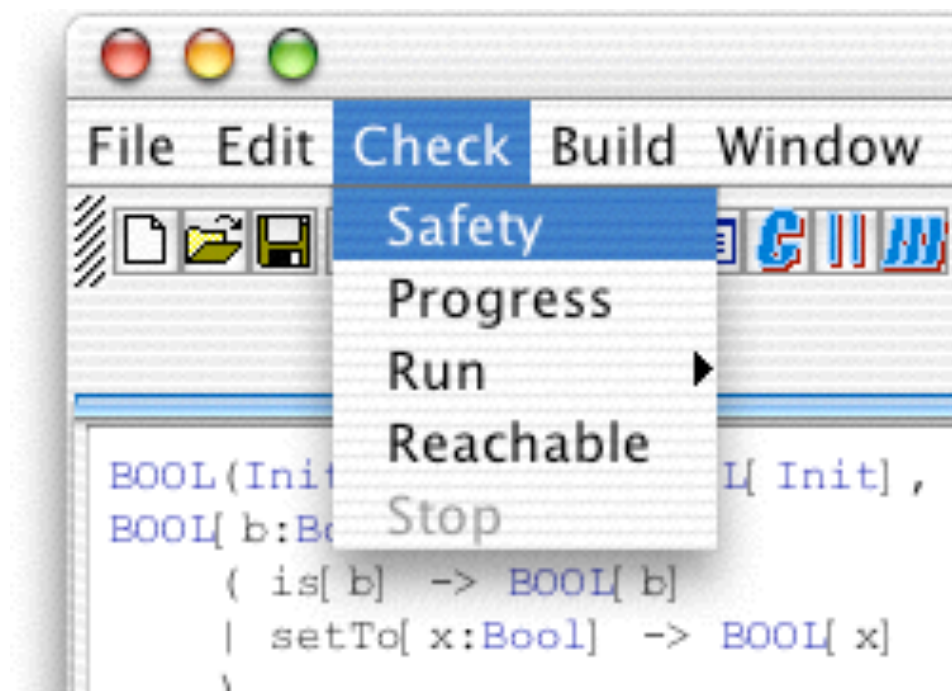 File Edit Check Build Window
Safety
Progress
Run
Reachable
Stop
BOOL(Init L[Init],
BOOL[b:Bo
( is[b] -> BOOL[b]
| setTo[x:Bool] -> BOOL[x]
)